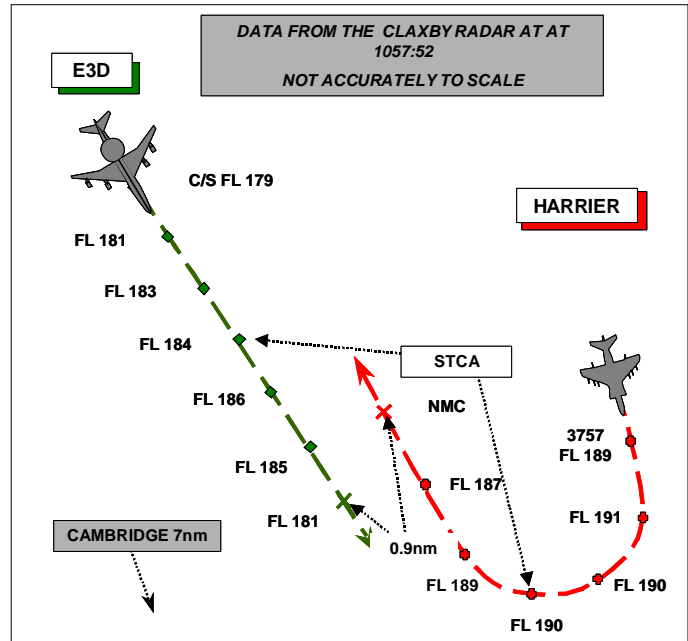 DATA FROM THE CLAXBY RADAR AT AT
1057:52
NOT ACCURATELY TO SCALE
E3D
C/S FL 179
HARRIER
FL 181
FL 183
FL 184
STCA
FL 186
NMC
3757
FL 189
FL 185
FL 187
FL 181
FL 191
CAMBRIDGE 7nm
0.9nm
FL 189
FL 190
FL 190